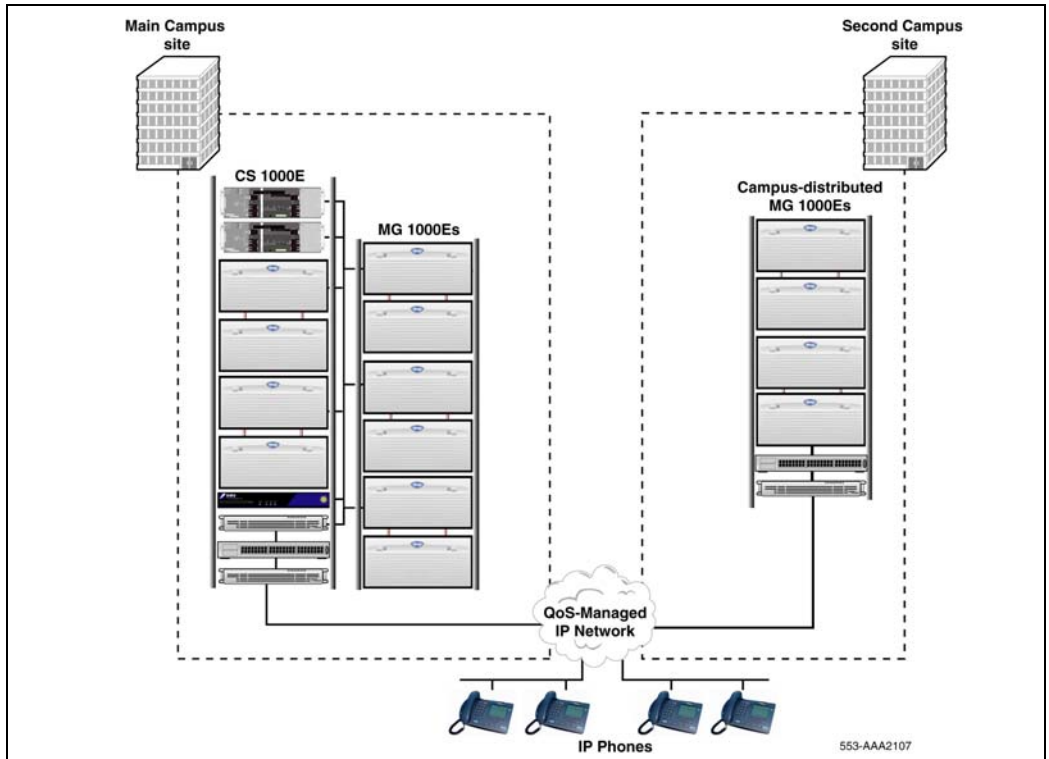 Main Campus
site
Second Campus
site
CS 1000E
MG 1000Es
Campus-distributed
MG 1000Es
QoS-Managed
IP Network
IP Phones
553-AAA2107